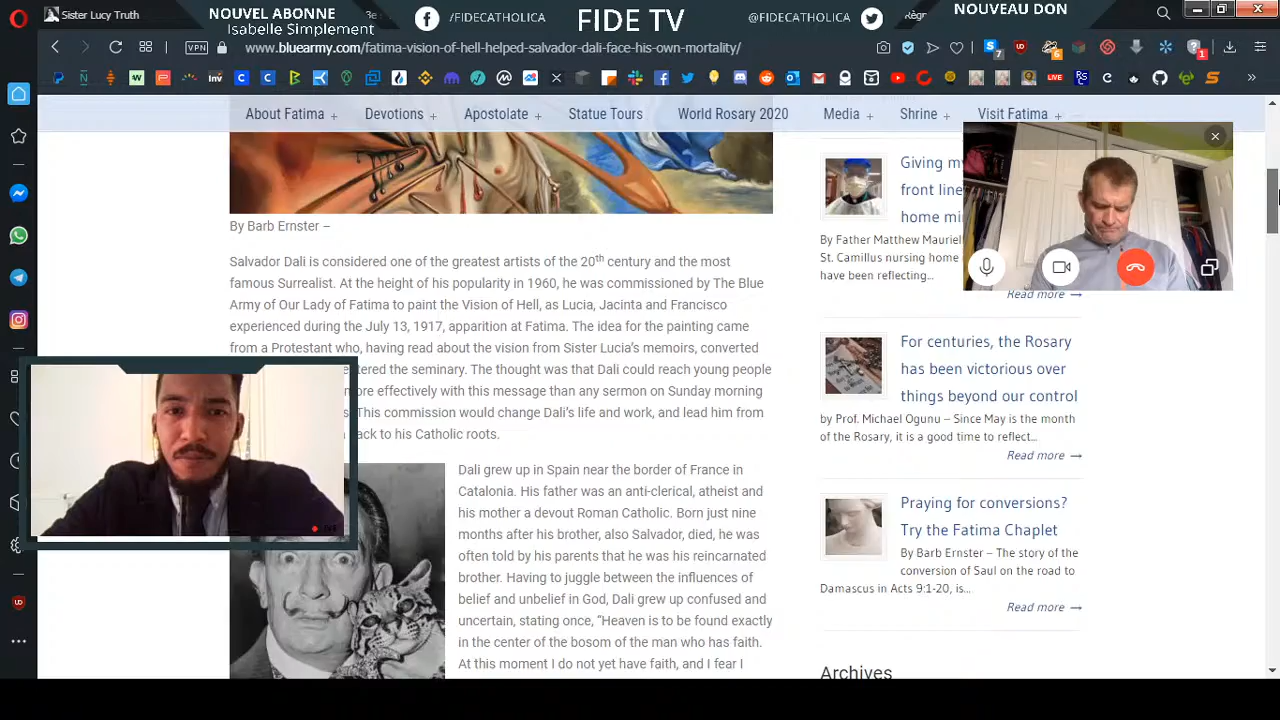 Sister Lucy Truth
NOUVEL ABONNE
Isabelle Simplement
/FIDECATHOLICA
FIDE TV
@FIDECATHOLICA
Règ
NOUVEAU DON
VPN
www.bluearmy.com/fatima-vision-of-hell-helped-salvador-dali-face-his-own-mortality/
7
1
inv
LIVE
About Fatima +
Devotions +
Apostolate +
Statue Tours
World Rosary 2020
Media +
Shrine +
Visit Fatima +
By Barb Ernster –
Salvador Dali is considered one of the greatest artists of the 20th century and the most
famous Surrealist. At the height of his popularity in 1960, he was commissioned by The Blue
Army of Our Lady of Fatima to paint the Vision of Hell, as Lucia, Jacinta and Francisco
experienced during the July 13, 1917, apparition at Fatima. The idea for the painting came
from a Protestant who, having read about the vision from Sister Lucia's memoirs, converted
tered the seminary. The thought was that Dali could reach young people
ore effectively with this message than any sermon on Sunday morning
This commission would change Dali's life and work, and lead him from
ack to his Catholic roots.
Dali grew up in Spain near the border of France in
Catalonia. His father was an anti-clerical, atheist and
his mother a devout Roman Catholic. Born just nine
months after his brother, also Salvador, died, he was
often told by his parents that he was his reincarnated
brother. Having to juggle between the influences of
belief and unbelief in God, Dali grew up confused and
uncertain, stating once, “Heaven is to be found exactly
in the center of the bosom of the man who has faith.
At this moment I do not yet have faith, and I fear I
Giving my
front line
home mi
By Father Matthew Mauriell
St. Camillus nursing home
have been reflecting...
Read more →
For centuries, the Rosary
has been victorious over
things beyond our control
by Prof. Michael Ogunu – Since May is the month
of the Rosary, it is a good time to reflect...
Read more →
Praying for conversions?
Try the Fatima Chaplet
By Barb Ernster – The story of the
conversion of Saul on the road to
Damascus in Acts 9:1-20, is...
Read more →
Archives